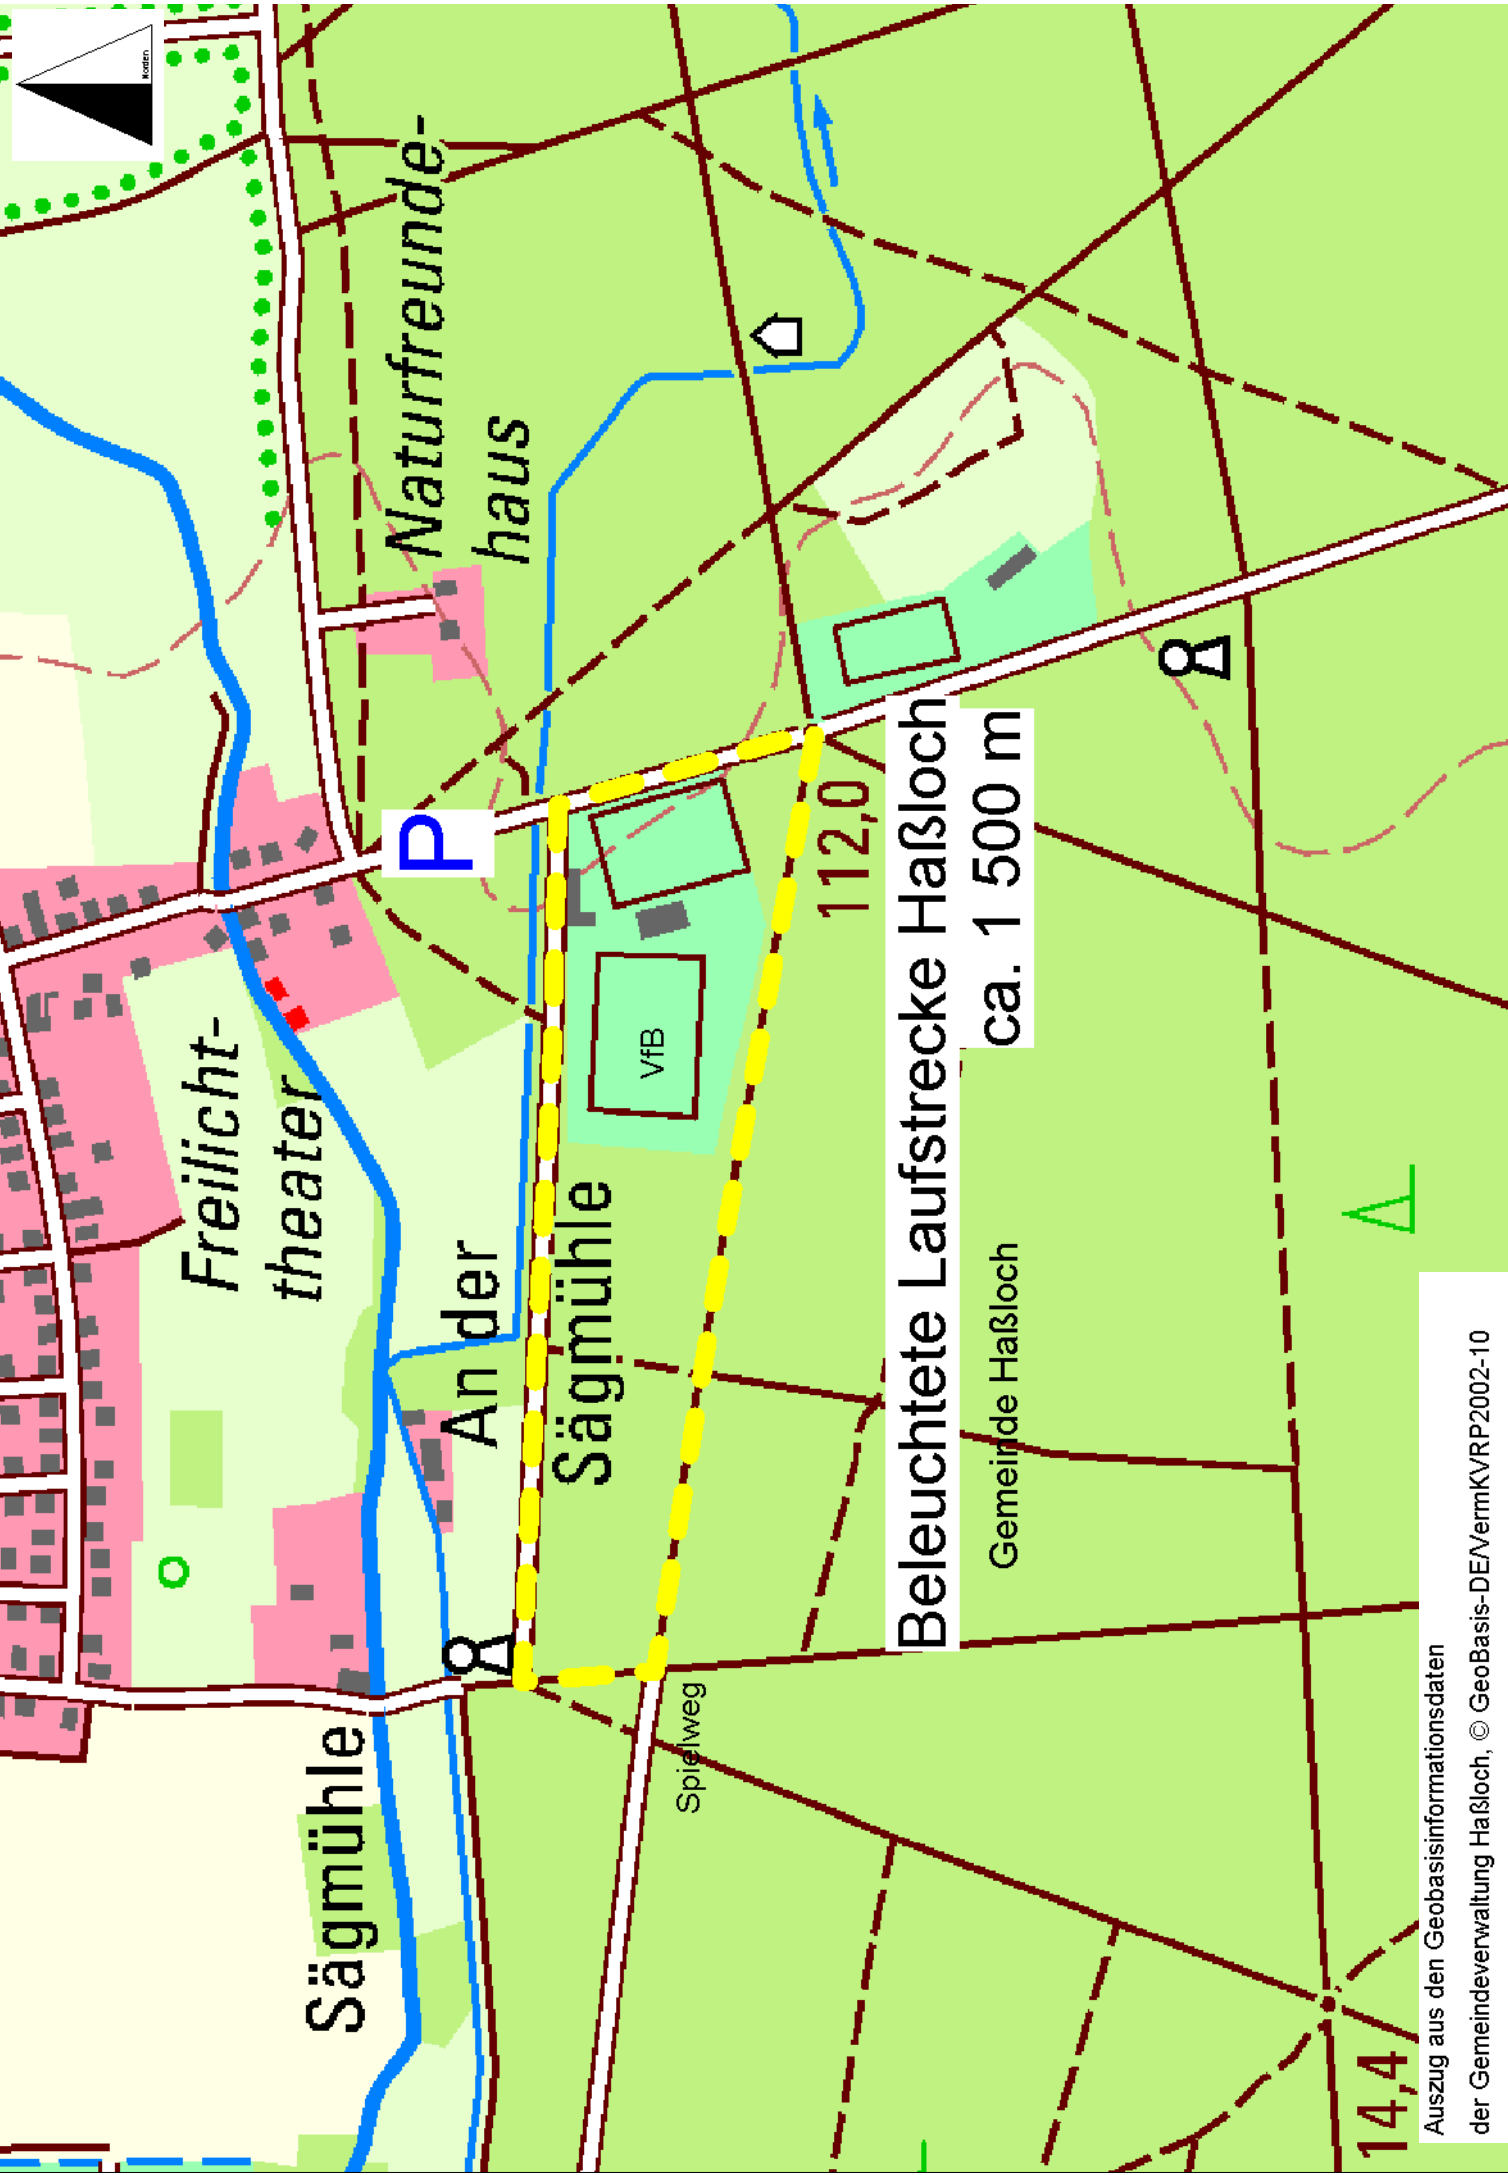 Norden
Naturfreunde-
haus
P
Freilicht-
theater
An der
Sägmühle
VfB
112,0
Sägmühle
Spielweg
Beleuchtete Laufstrecke Haßloch
ca. 1 500 m
Gemeinde Haßloch
14,4
Auszug aus den Geobasisinformationsdaten
der Gemeindeverwaltung Haßloch, © GeoBasis-DE/VermKVRP2002-10